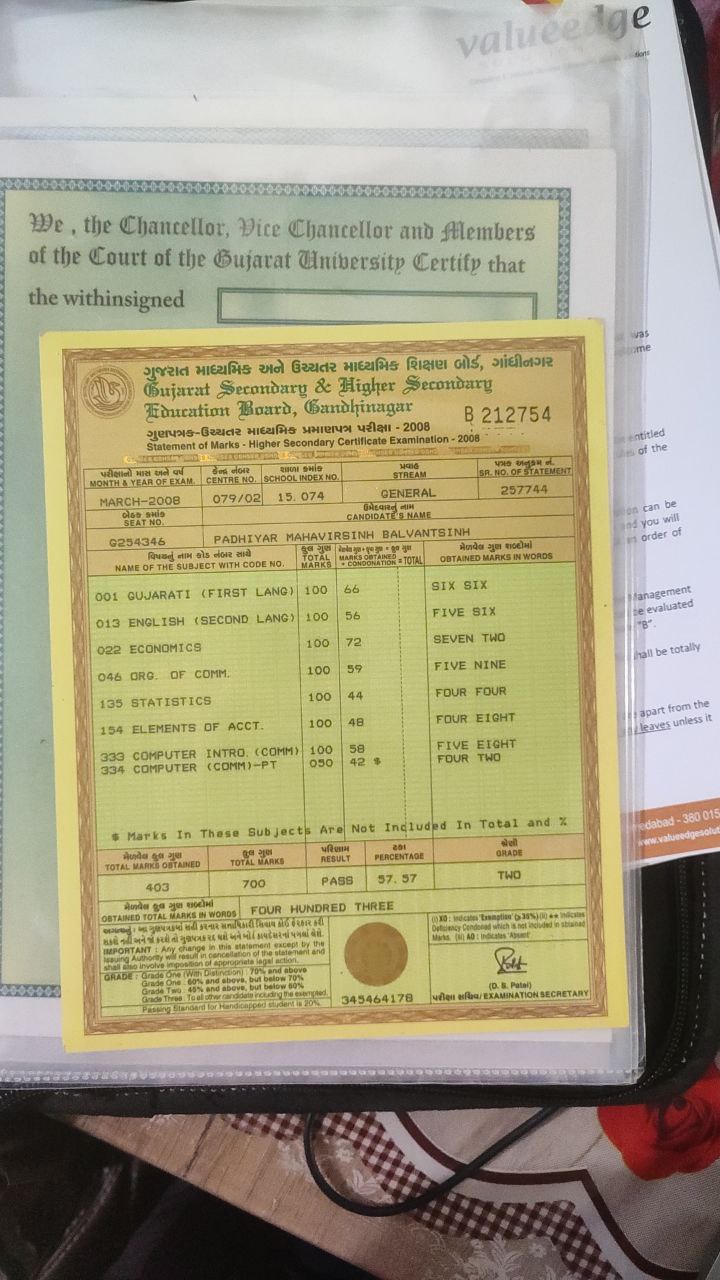 valueedge
We , the Chancellor, Vice Chancellor and Members
of the Court of the Gujarat University Certify that
the withinsigned
was
entitled
of the
can be
and you will
order of
Management
be evaluated
"B".
shall be totally
apart from the
leaves unless it
- 380 015
ગુજરાત માધ્યમિક અને ઉચ્ચતર માધ્યમિક શિક્ષણ બોર્ડ, ગાંધીનગર
Gujarat Secondary & Higher Secondary
Education Board, Gandhinagar
B 212754
ગુણપત્રક-ઉચ્ચતર માધ્યમિક પ્રમાણપત્ર પરીક્ષા - 2008
Statement of Marks - Higher Secondary Certificate Examination - 2008
પરીક્ષાનો માસ અને વર્ષ કેન્દ્ર નંબર શાળા ક્રમાંક પ્રવાહ પત્રક અનુક્રમ નં.
MONTH & YEAR OF EXAM. CENTRE NO. SCHOOL INDEX NO. STREAM SR. NO. OF STATEMENT
MARCH-2008 079/02 15. 074 GENERAL 257744
બેઠક ક્રમાંક ઉમેદવારનું નામ
SEAT NO. CANDIDATE'S NAME
G254346 PADHIYAR MAHAVIRSINH BALVANTSINH
વિષયનું નામ કોડ નંબર સાથે કુલ ગુણ મેળવેલ ગુણ શબ્દોમાં
NAME OF THE SUBJECT WITH CODE NO. TOTAL MARKS MARKS OBTAINED + CONDONATION = TOTAL OBTAINED MARKS IN WORDS
001 GUJARATI (FIRST LANG) 100 66 SIX SIX
013 ENGLISH (SECOND LANG) 100 56 FIVE SIX
022 ECONOMICS 100 72 SEVEN TWO
046 ORG. OF COMM. 100 59 FIVE NINE
135 STATISTICS 100 44 FOUR FOUR
154 ELEMENTS OF ACCT. 100 48 FOUR EIGHT
333 COMPUTER INTRO. (COMM) 100 58 FIVE EIGHT
334 COMPUTER (COMM)-PT 050 42 $ FOUR TWO
$ Marks In These Subjects Are Not Included In Total and %
મેળવેલ કુલ ગુણ કુલ ગુણ પરિણામ ટકા શ્રેણી
TOTAL MARKS OBTAINED TOTAL MARKS RESULT PERCENTAGE GRADE
403 700 PASS 57. 57 TWO
મેળવેલ કુલ ગુણ શબ્દોમાં
OBTAINED TOTAL MARKS IN WORDS FOUR HUNDRED THREE
IMPORTANT : Any change in this statement except by the
Issuing Authority will result in cancellation of the statement and
shall also involve imposition of appropriate legal action.
GRADE : Grade One (With Distinction) : 70% and above
Grade One : 60% and above, but below 70%
Grade Two : 45% and above, but below 60%
Grade Three : To all other candidate including the exempted.
Passing Standard for Handicapped student is 20%.
345464178
(i) XO : Indicates 'Exemption' (≥ 35%) (ii) ★★ Indicates
Deficiency Condoned which is not included in obtained
Marks. (iii) AO : Indicates 'Absent'
(D. B. Patel)
પરીક્ષા સચિવ/EXAMINATION SECRETARY